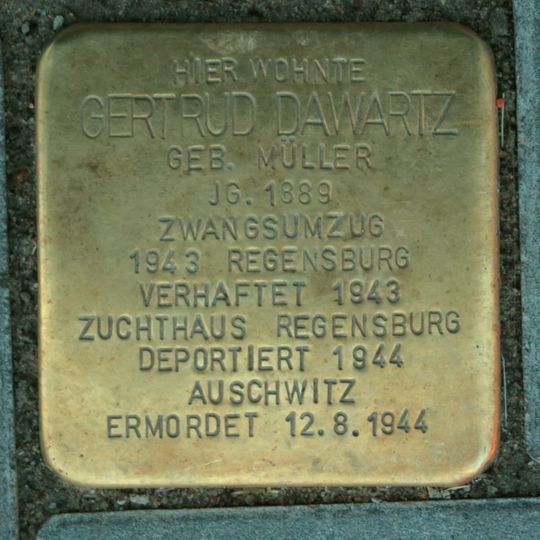 HIER WOHNTE
GERTRUD DAWARTZ
GEB. MÜLLER
JG. 1889
ZWANGSUMZUG
1943 REGENSBURG
VERHAFTET 1943
ZUCHTHAUS REGENSBURG
DEPORTIERT 1944
AUSCHWITZ
ERMORDET 12.8.1944